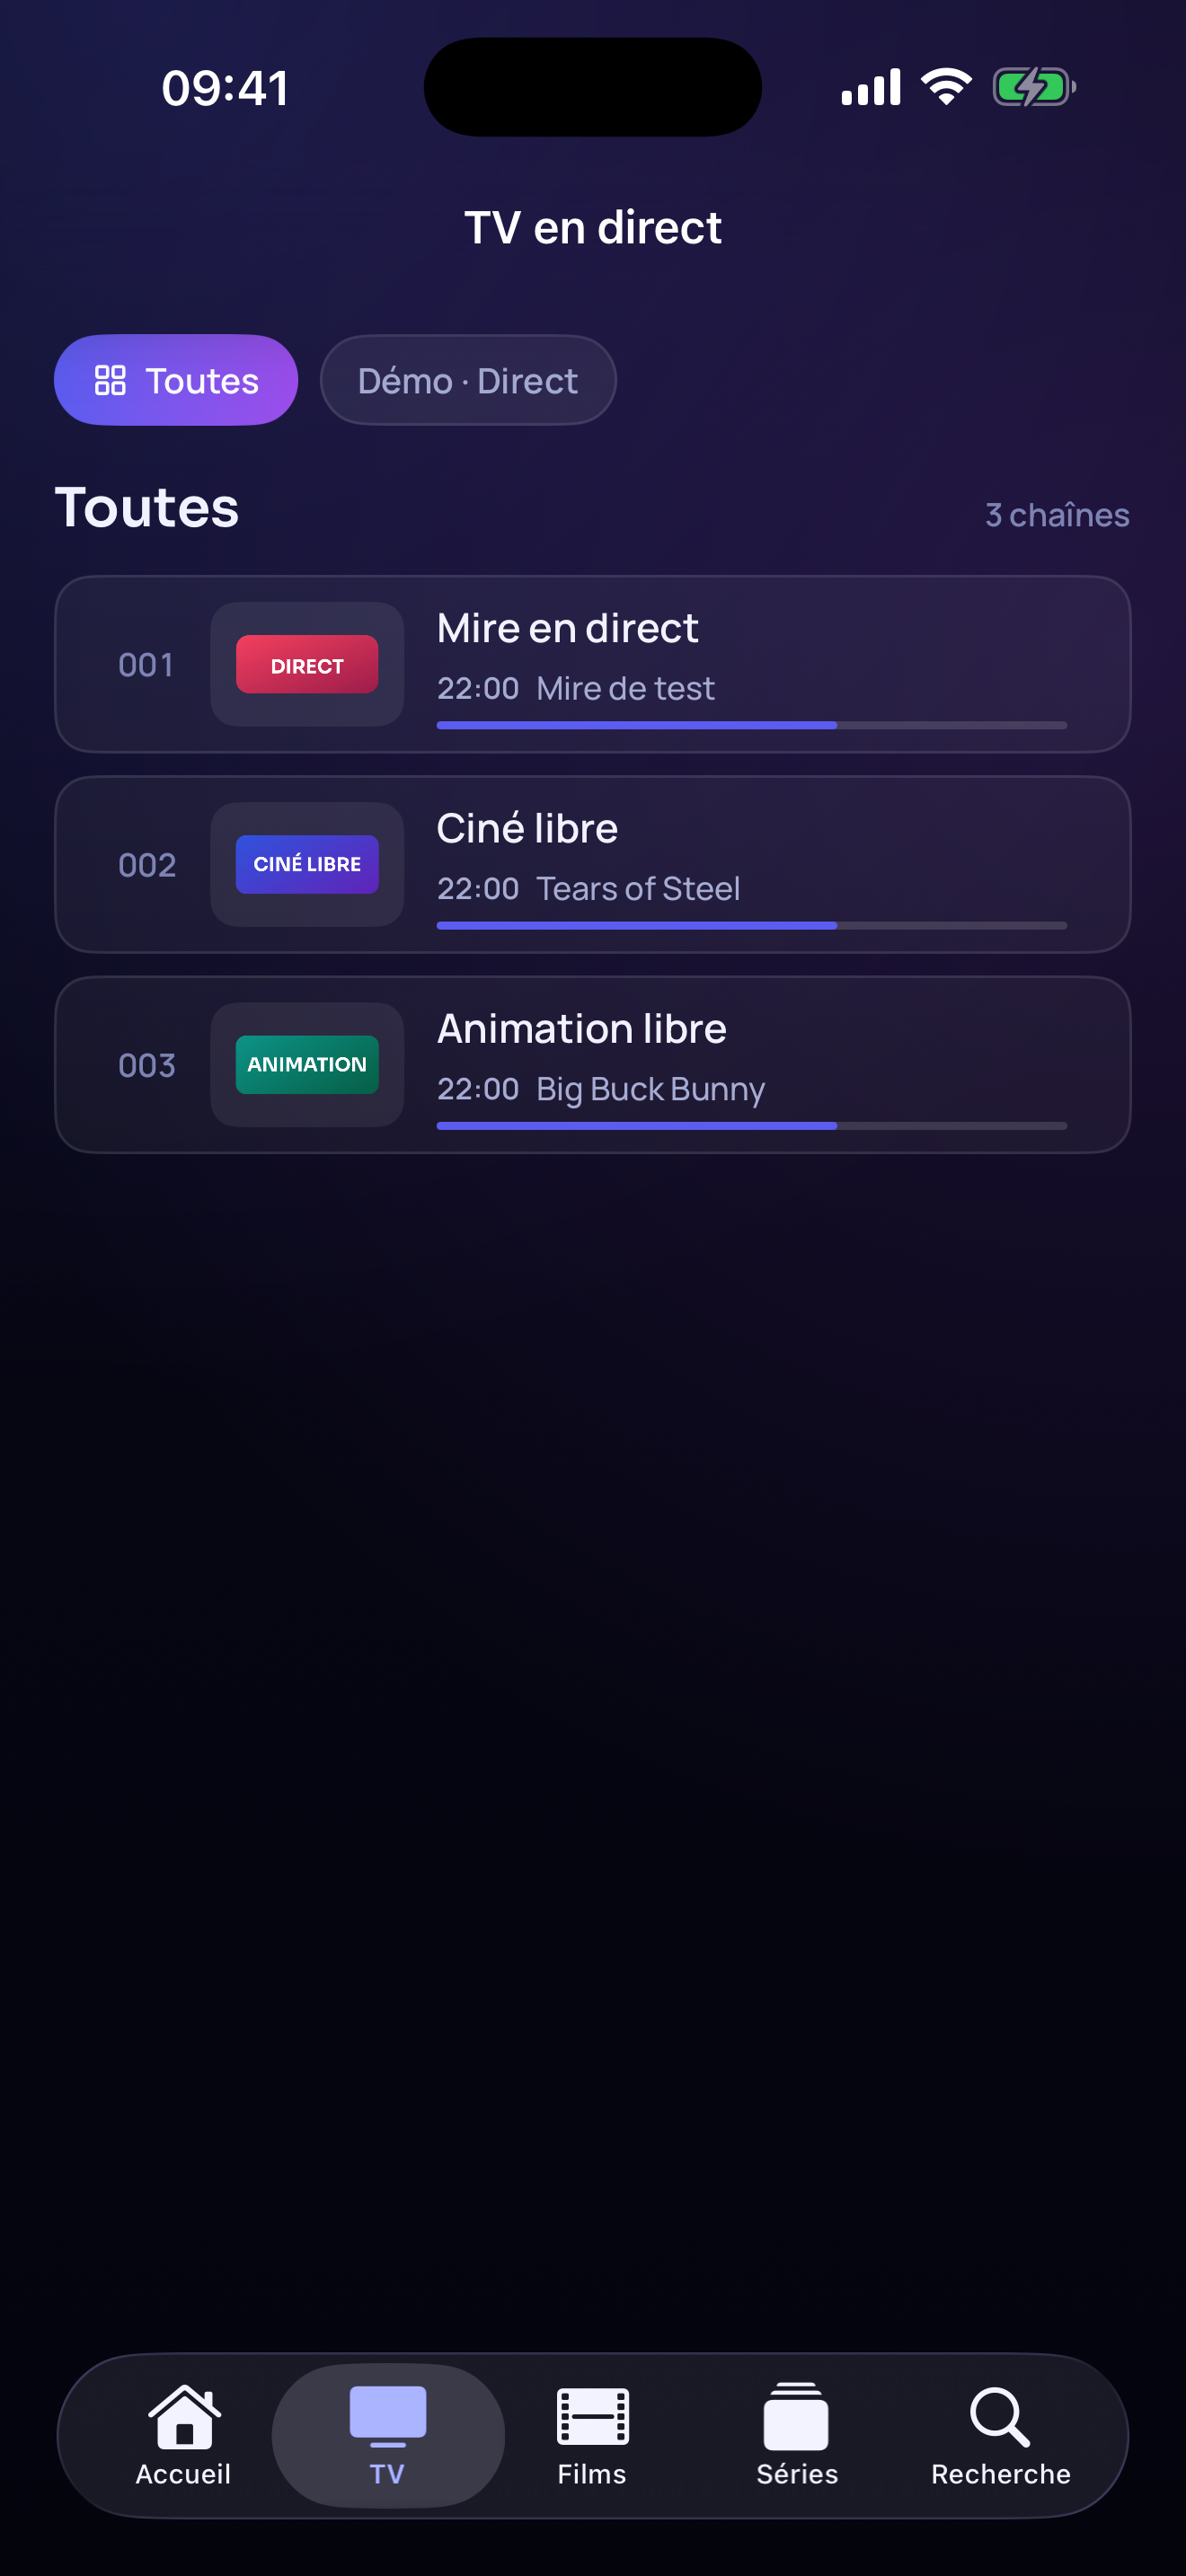 09:41
TV en direct
Toutes
Démo · Direct
Toutes
3 chaînes
001
DIRECT
Mire en direct
22:00 Mire de test
002
CINÉ LIBRE
Ciné libre
22:00 Tears of Steel
003
ANIMATION
Animation libre
22:00 Big Buck Bunny
Accueil
TV
Films
Séries
Recherche